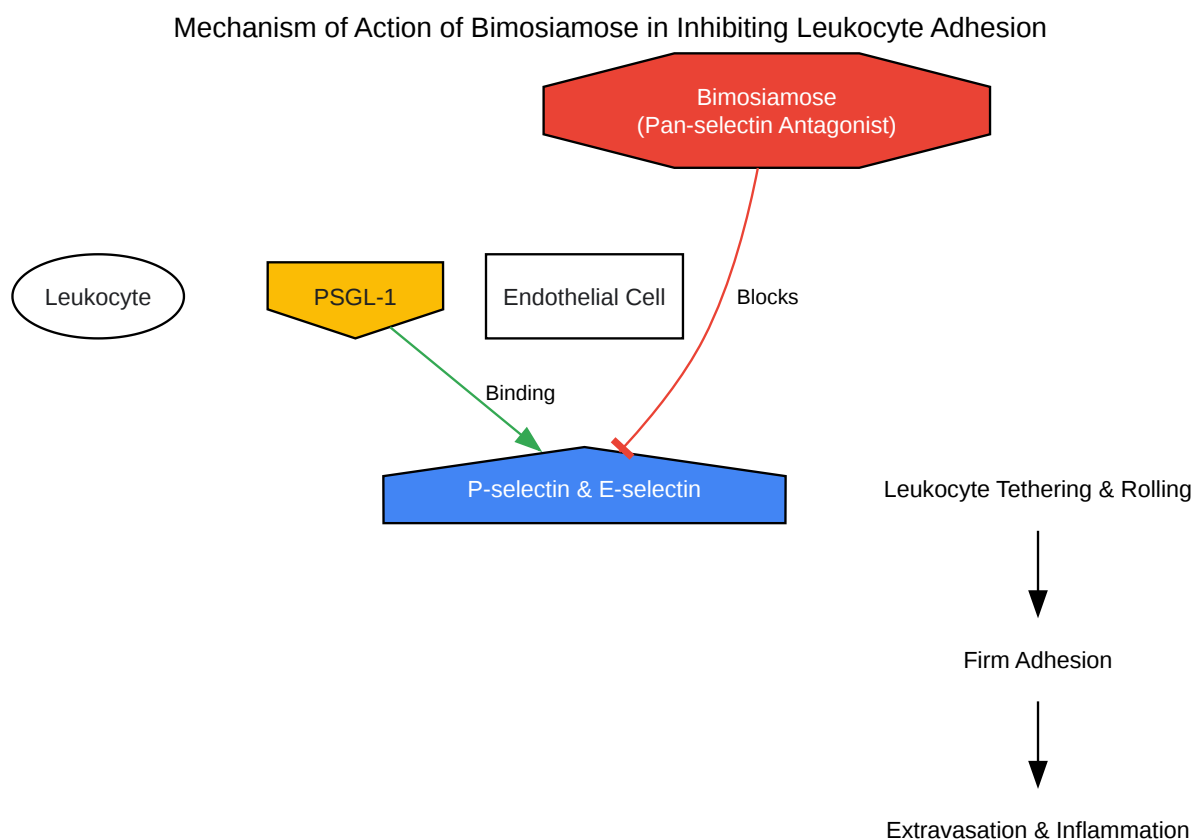 Mechanism of Action of Bimosiamose in Inhibiting Leukocyte Adhesion
Bimosiamose
(Pan-selectin Antagonist)
Leukocyte
PSGL-1
Endothelial Cell
Blocks
Binding
P-selectin & E-selectin
Leukocyte Tethering & Rolling
Firm Adhesion
Extravasation & Inflammation